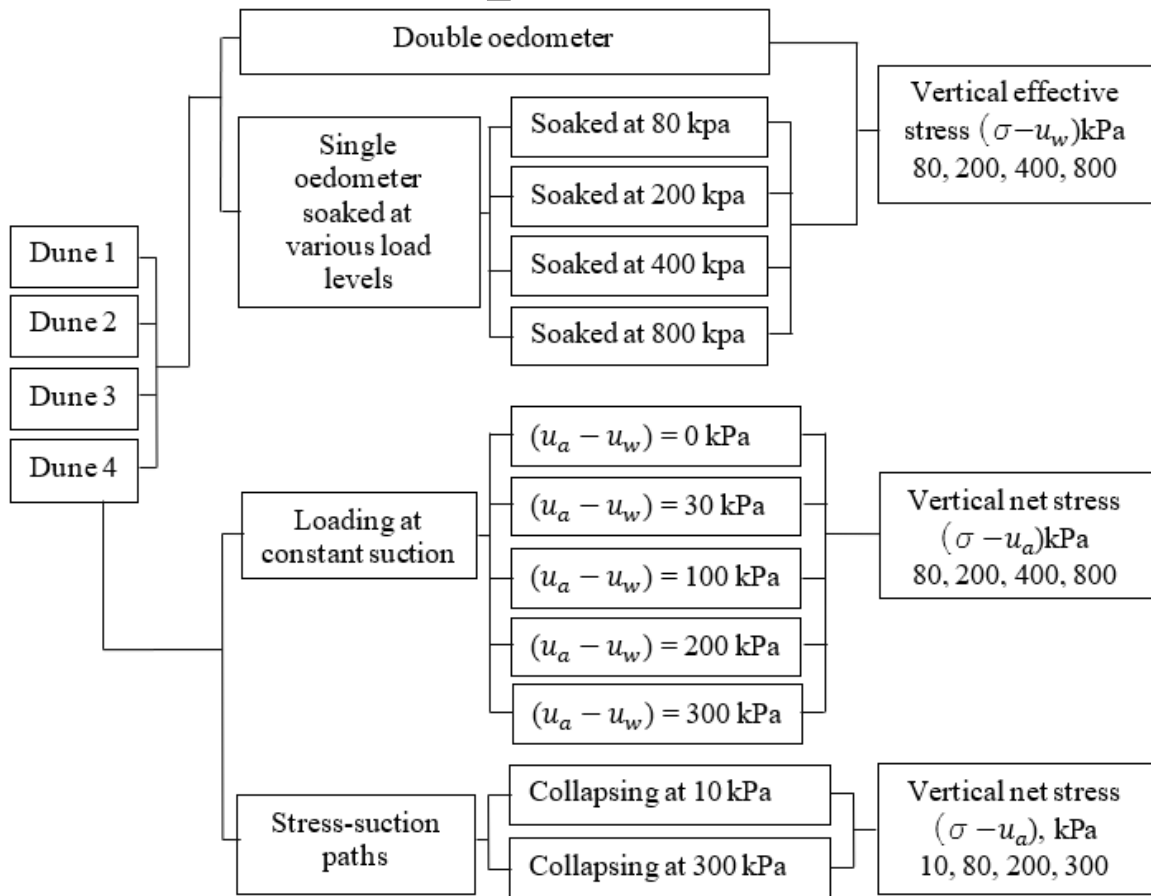 Double oedometer
Single
oedometer
soaked at
various load
levels
Soaked at 80 kpa
Soaked at 200 kpa
Soaked at 400 kpa
Soaked at 800 kpa
Vertical effective
stress (σ−u_w)kPa
80, 200, 400, 800
Dune 1
Dune 2
Dune 3
Dune 4
Loading at
constant suction
(u_a − u_w) = 0 kPa
(u_a − u_w) = 30 kPa
(u_a − u_w) = 100 kPa
(u_a − u_w) = 200 kPa
(u_a − u_w) = 300 kPa
Vertical net stress
(σ −u_a)kPa
80, 200, 400, 800
Stress-suction
paths
Collapsing at 10 kPa
Collapsing at 300 kPa
Vertical net stress
(σ −u_a), kPa
10, 80, 200, 300